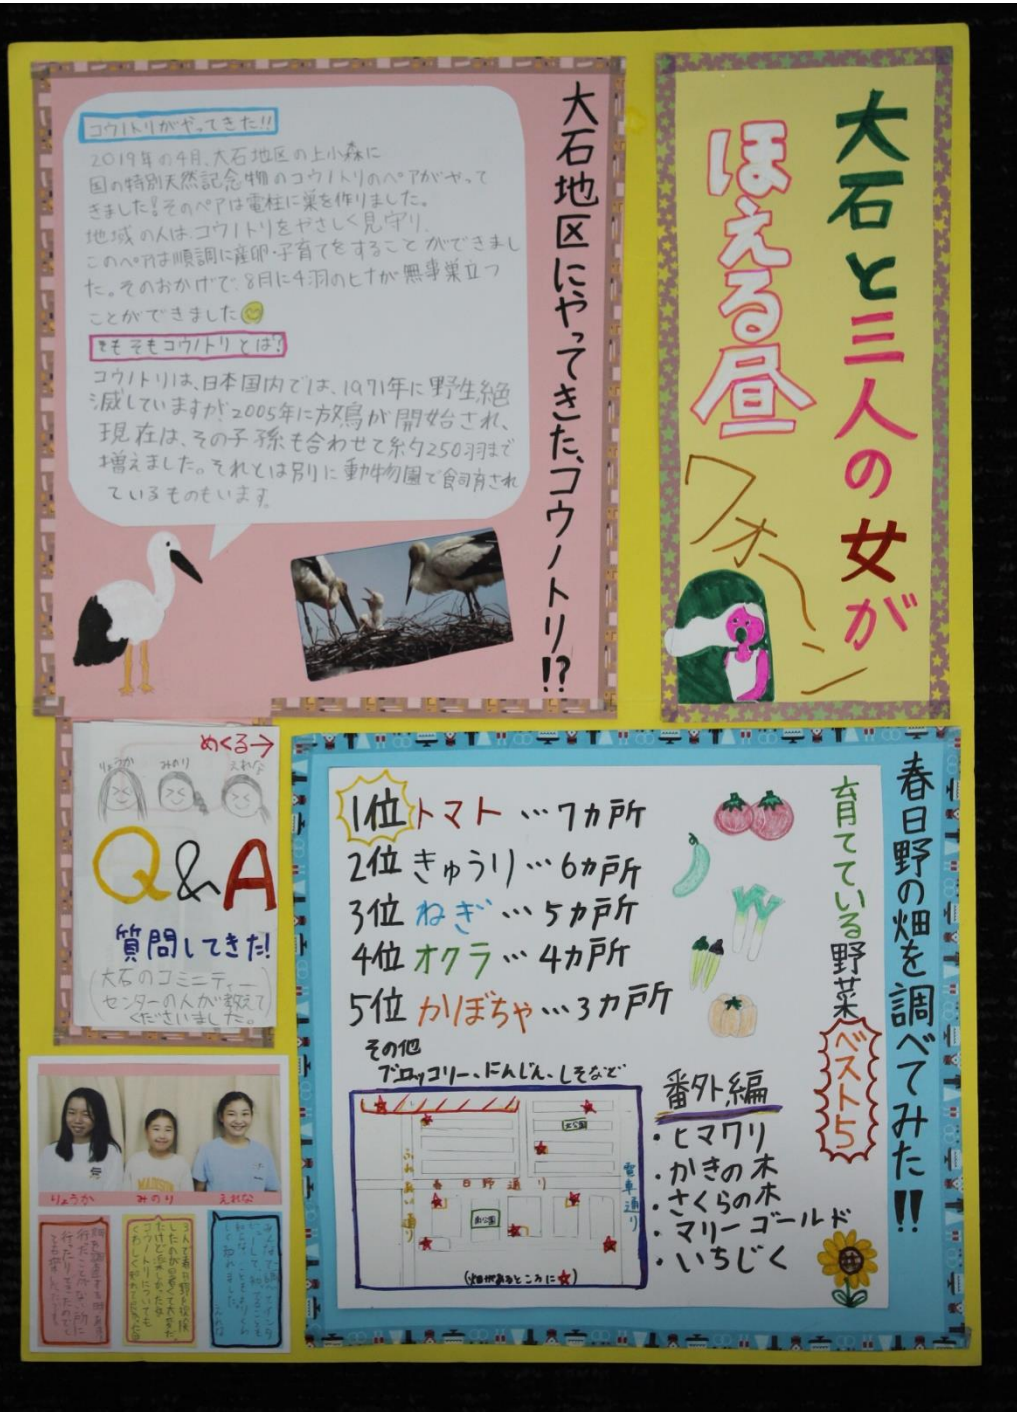 大石と三人の女が
ほえる昼
ワオーン
大石地区にやってきた、コウノトリ!?
コウノトリがやってきた!!
2019年の4月、大石地区の上小森に
国の特別天然記念物のコウノトリのペアがやって
きました!そのペアは電柱に巣を作りました。
地域の人は、コウノトリをやさしく見守り、
このペアは順調に産卵・子育てをすることができまし
た。そのおかげで、8月に4羽のヒナが無事巣立つ
ことができました
そもそもコウノトリとは?
コウノトリは、日本国内では、1971年に野生絶
滅していますが2005年に放鳥が開始され、
現在は、その子孫も合わせて約250羽まで
増えました。それとは別に動物園で飼育され
ているものもいます。
春日野の畑を調べてみた!!
育てている野菜
ベスト5
1位トマト…7カ所
2位きゅうり…6カ所
3位ねぎ…5カ所
4位オクラ…4カ所
5位かぼちゃ…3カ所
その他
ブロッコリー、にんじん、しそなど
番外編
・ヒマワリ
・かきの木
・さくらの木
・マリーゴールド
・いちじく
北公園
ふれあい通り
春日野通り
電車通り
南公園
(畑があるところに★)
めくる→
りょうか
みのり
えれな
Q&A
質問してきた!
(大石のコミニティー
センターの人が教えて
くださいました。)
りょうか
みのり
えれな